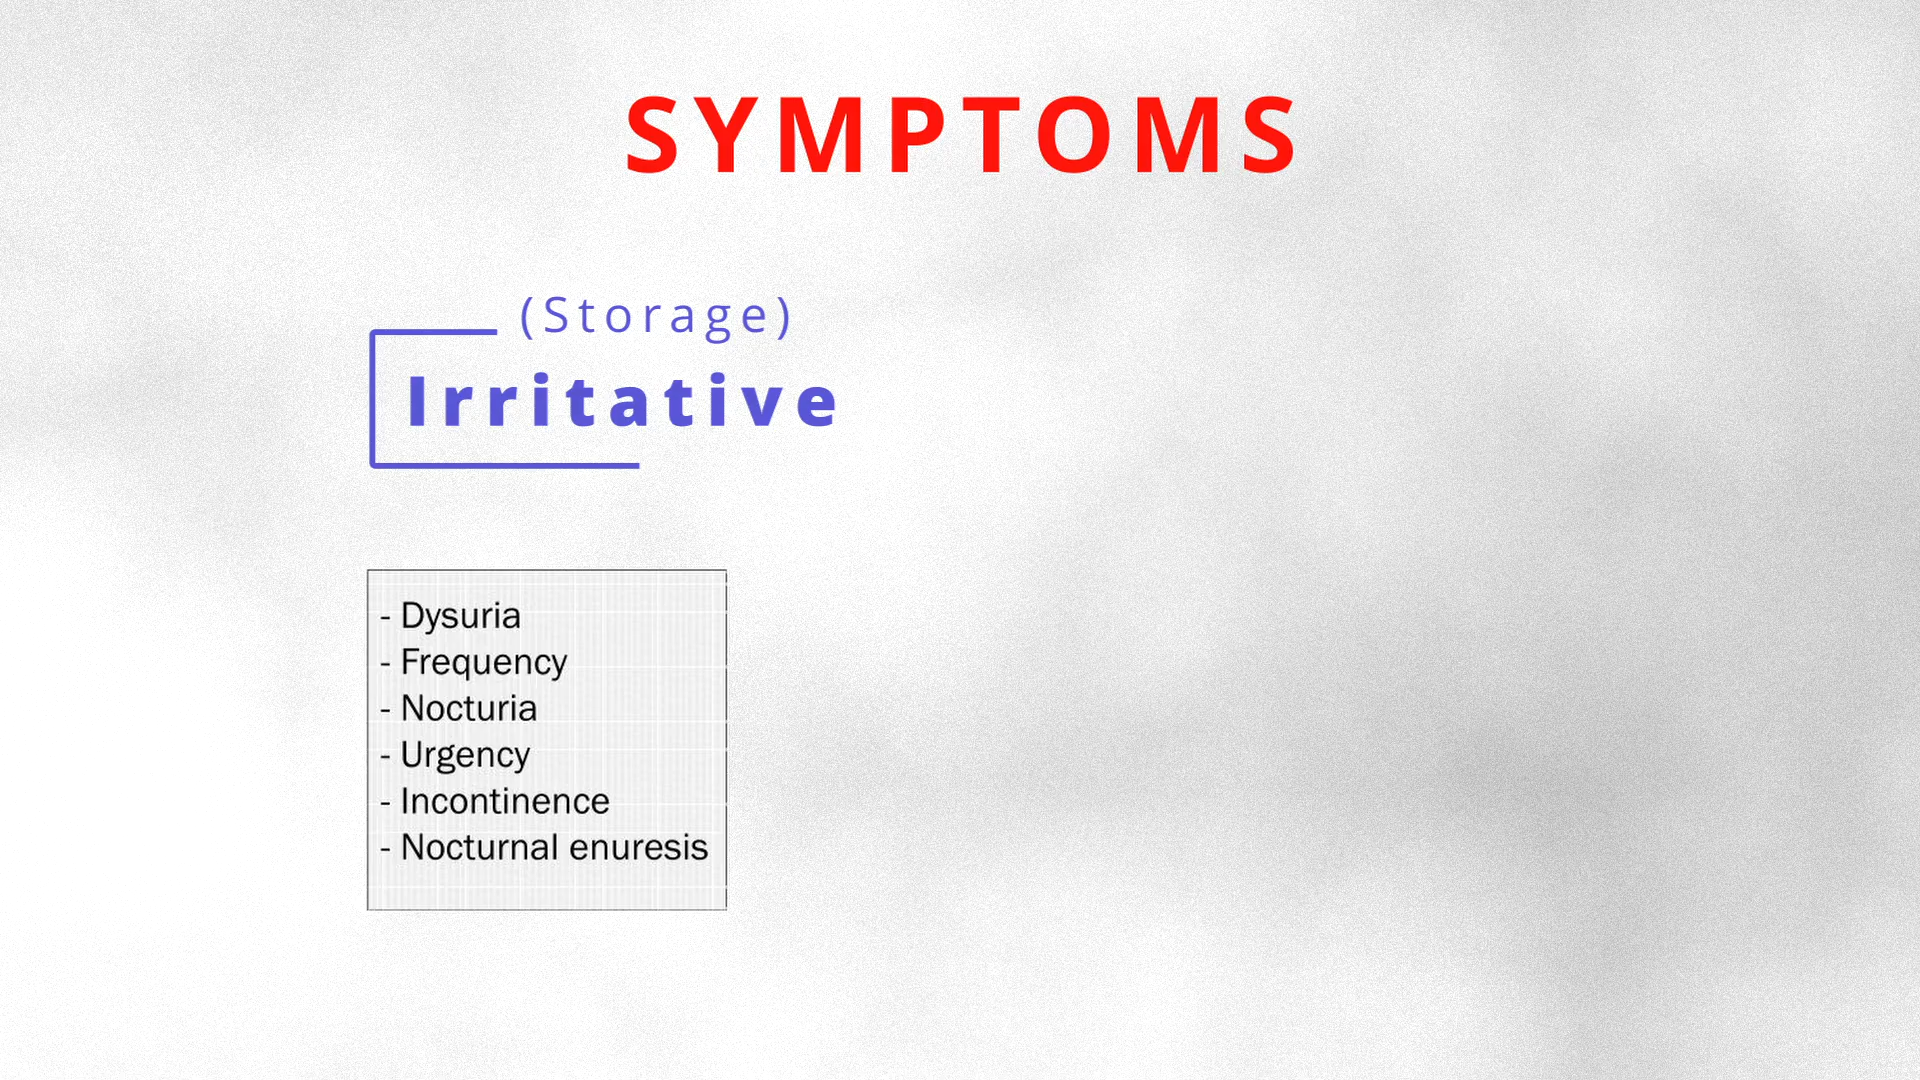 SYMPTOMS
(Storage)
Irritative
- Dysuria
- Frequency
- Nocturia
- Urgency
- Incontinence
- Nocturnal enuresis